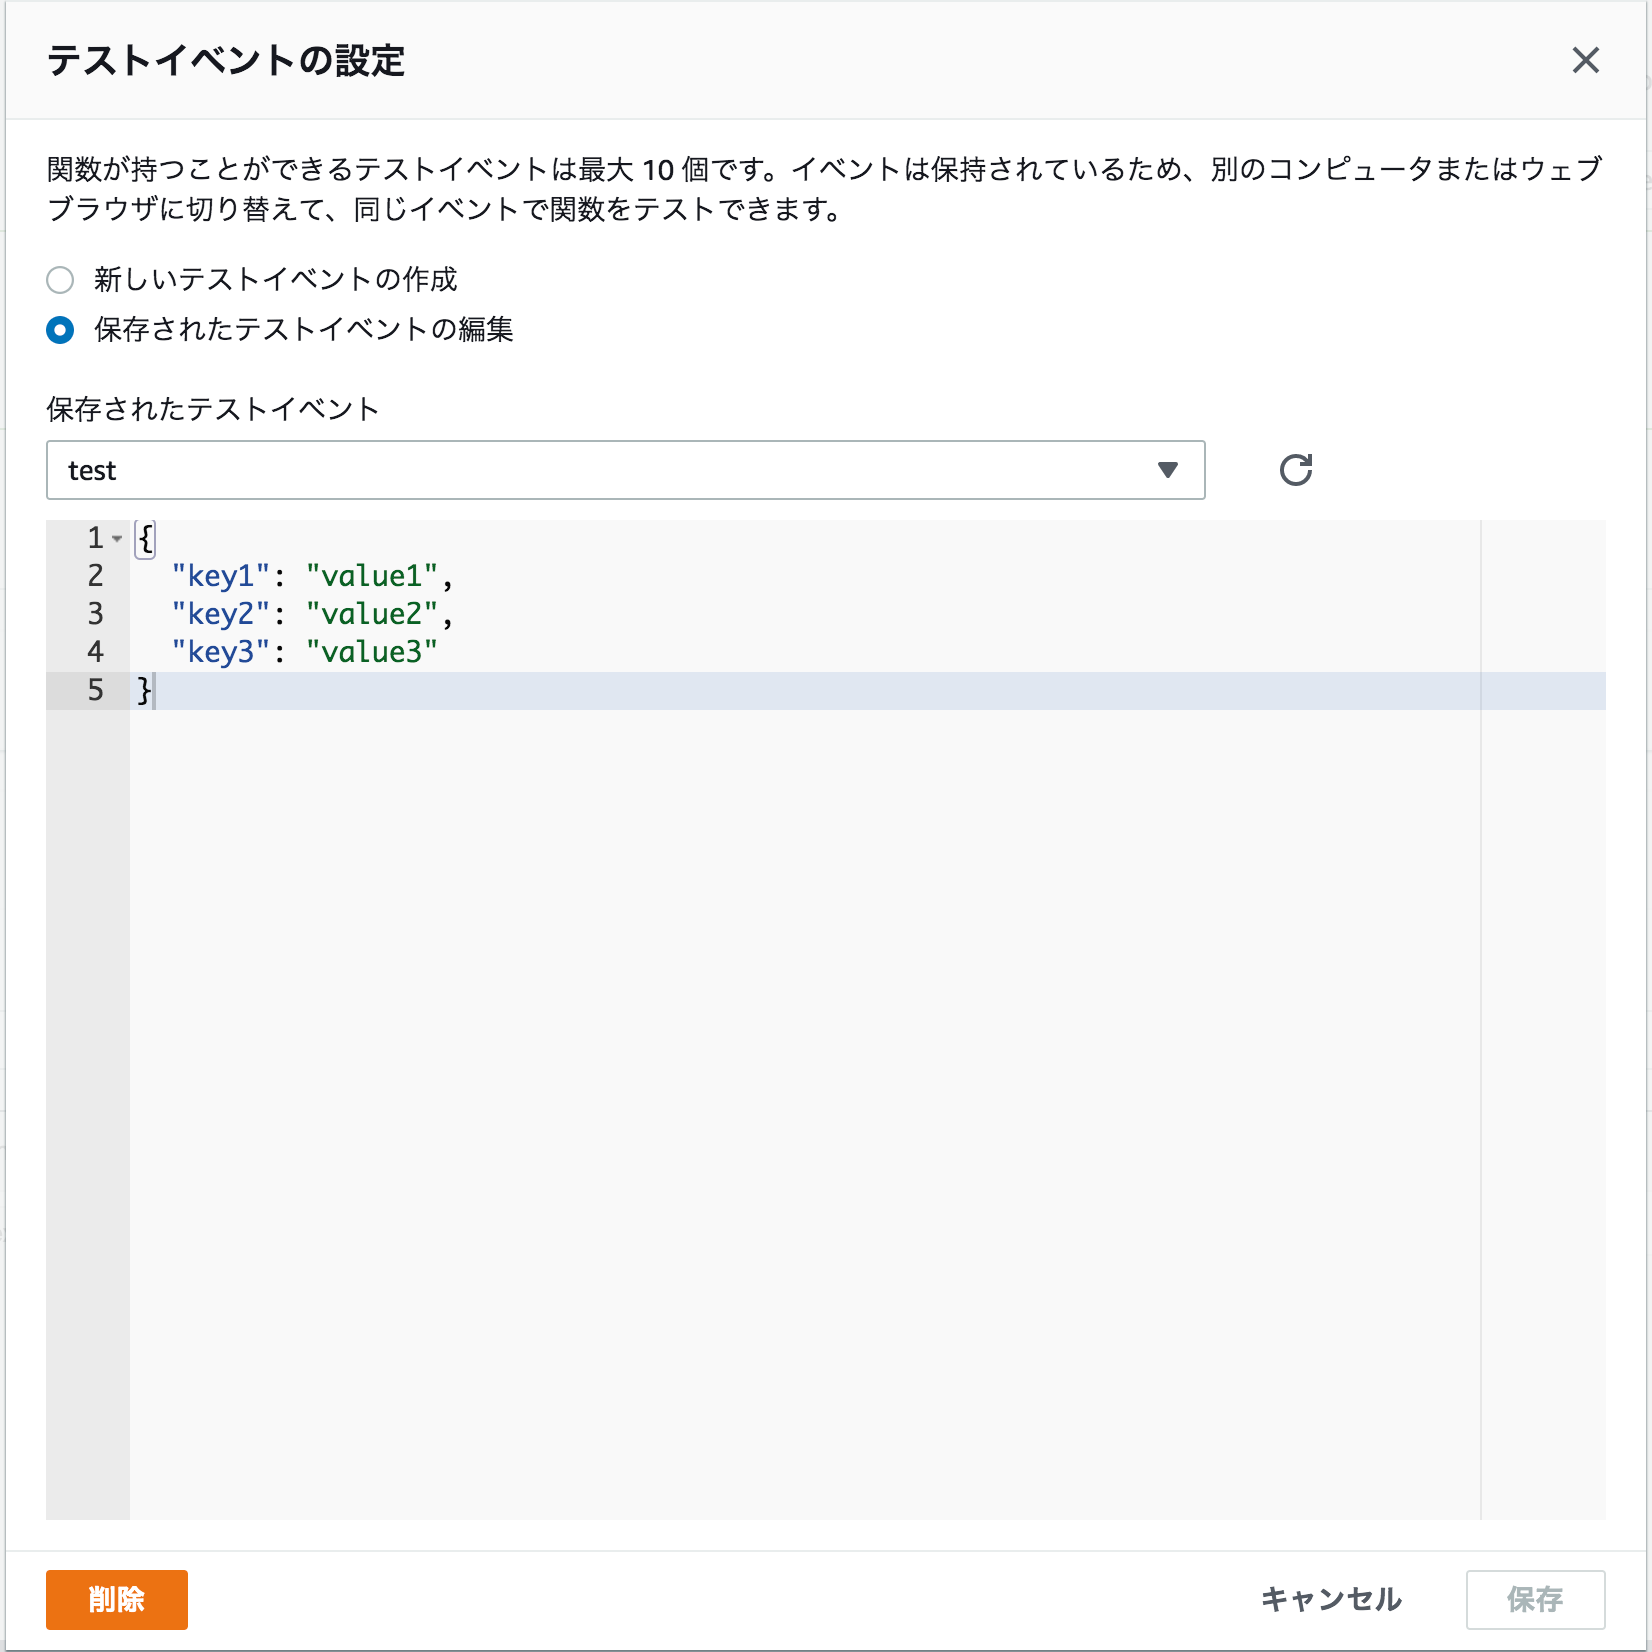 テストイベントの設定
関数が持つことができるテストイベントは最大 10 個です。イベントは保持されているため、別のコンピュータまたはウェブ
ブラウザに切り替えて、同じイベントで関数をテストできます。
新しいテストイベントの作成
保存されたテストイベントの編集
保存されたテストイベント
test
1 {
2 "key1": "value1",
3 "key2": "value2",
4 "key3": "value3"
5 }
削除 キャンセル 保存